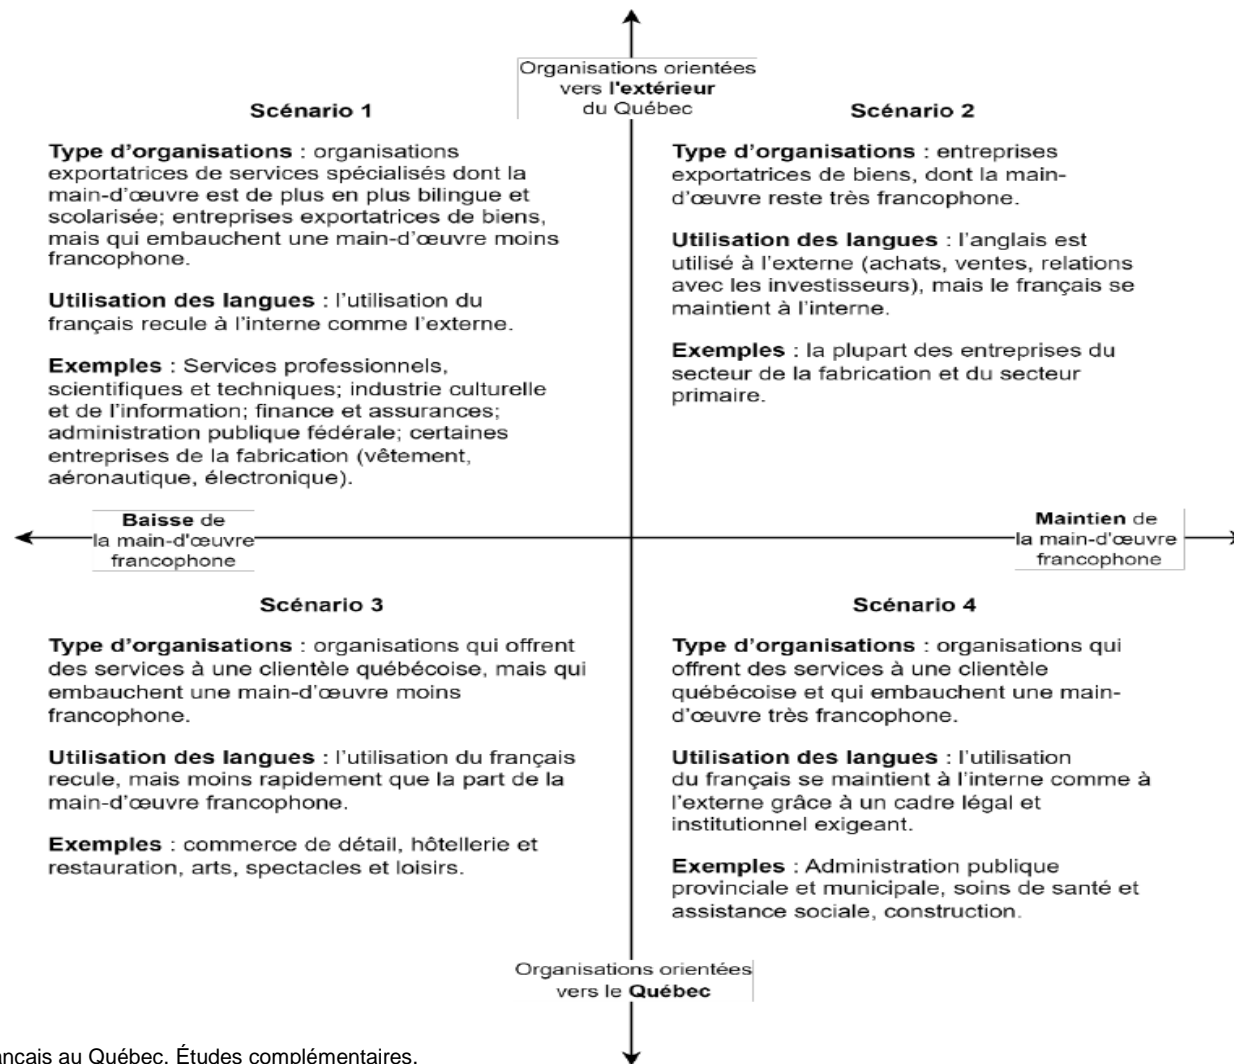 Organisations orientées
vers l'extérieur
du Québec
Scénario 1
Type d'organisations : organisations
exportatrices de services spécialisés dont la
main-d'œuvre est de plus en plus bilingue et
scolarisée; entreprises exportatrices de biens,
mais qui embauchent une main-d'œuvre moins
francophone.
Utilisation des langues : l'utilisation du
français recule à l'interne comme l'externe.
Exemples : Services professionnels,
scientifiques et techniques; industrie culturelle
et de l'information; finance et assurances;
administration publique fédérale; certaines
entreprises de la fabrication (vêtement,
aéronautique, électronique).
Scénario 2
Type d'organisations : entreprises
exportatrices de biens, dont la main-
d'œuvre reste très francophone.
Utilisation des langues : l'anglais est
utilisé à l'externe (achats, ventes, relations
avec les investisseurs), mais le français se
maintient à l'interne.
Exemples : la plupart des entreprises du
secteur de la fabrication et du secteur
primaire.
Baisse de
la main-d'œuvre
francophone
Maintien de
la main-d'œuvre
francophone
Scénario 3
Type d'organisations : organisations qui offrent
des services à une clientèle québécoise, mais qui
embauchent une main-d'œuvre moins
francophone.
Utilisation des langues : l'utilisation du français
recule, mais moins rapidement que la part de la
main-d'œuvre francophone.
Exemples : commerce de détail, hôtellerie et
restauration, arts, spectacles et loisirs.
Scénario 4
Type d'organisations : organisations qui
offrent des services à une clientèle
québécoise et qui embauchent une main-
d'œuvre très francophone.
Utilisation des langues : l'utilisation
du français se maintient à l'interne comme à
l'externe grâce à un cadre légal et
institutionnel exigeant.
Exemples : Administration publique
provinciale et municipale, soins de santé et
assistance sociale, construction.
Organisations orientées
vers le Québec
ançais au Québec. Études complémentaires.